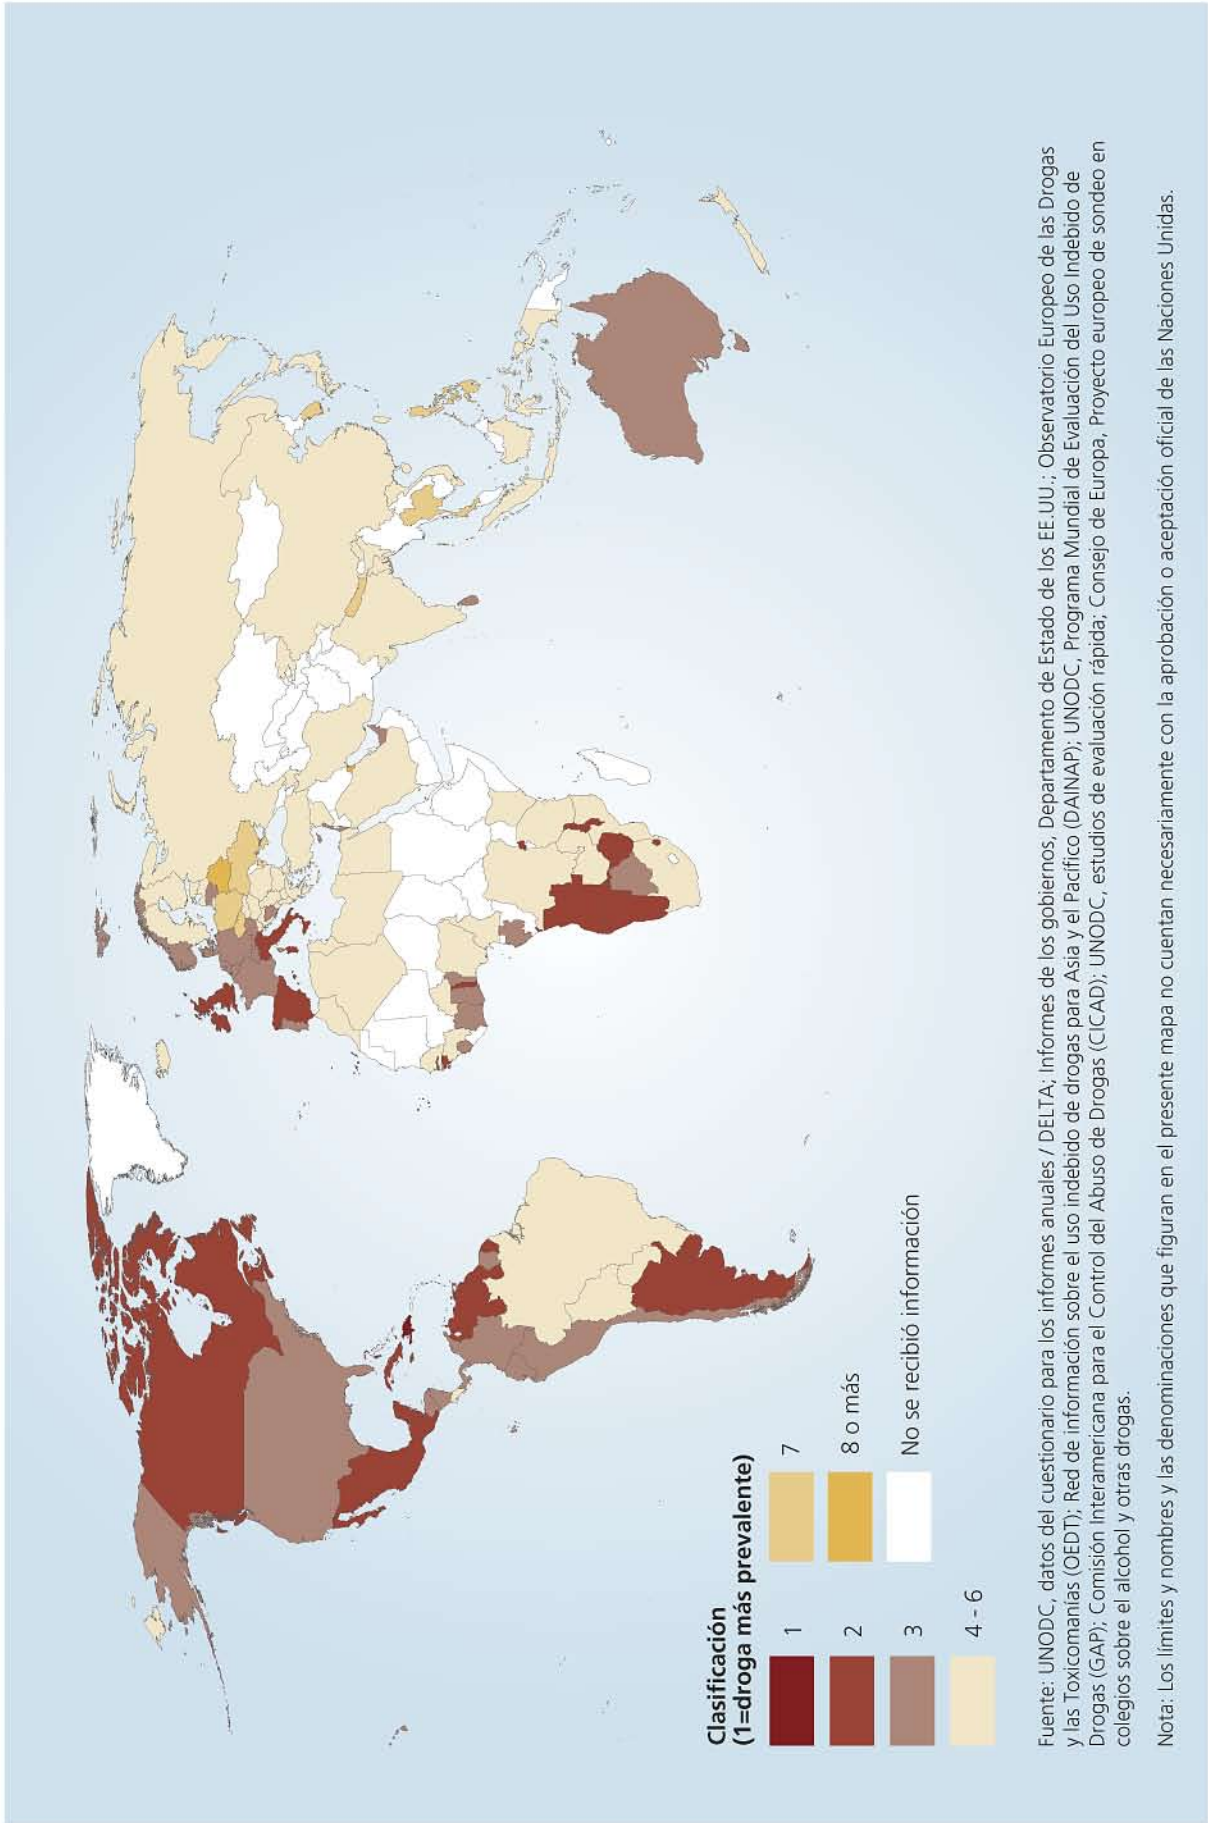 Clasificación
(1=droga más prevalente)
1
2
3
4 - 6
7
8 o más
No se recibió información
Fuente: UNODC, datos del cuestionario para los informes anuales / DELTA; Informes de los gobiernos, Departamento de Estado de los EE.UU.; Observatorio Europeo de las Drogas
y las Toxicomanías (OEDT); Red de información sobre el uso indebido de drogas para Asia y el Pacífico (DAINAP); UNODC, Programa Mundial de Evaluación del Uso Indebido de
Drogas (GAP); Comisión Interamericana para el Control del Abuso de Drogas (CICAD); UNODC, estudios de evaluación rápida; Consejo de Europa, Proyecto europeo de sondeo en
colegios sobre el alcohol y otras drogas.
Nota: Los límites y nombres y las denominaciones que figuran en el presente mapa no cuentan necesariamente con la aprobación o aceptación oficial de las Naciones Unidas.